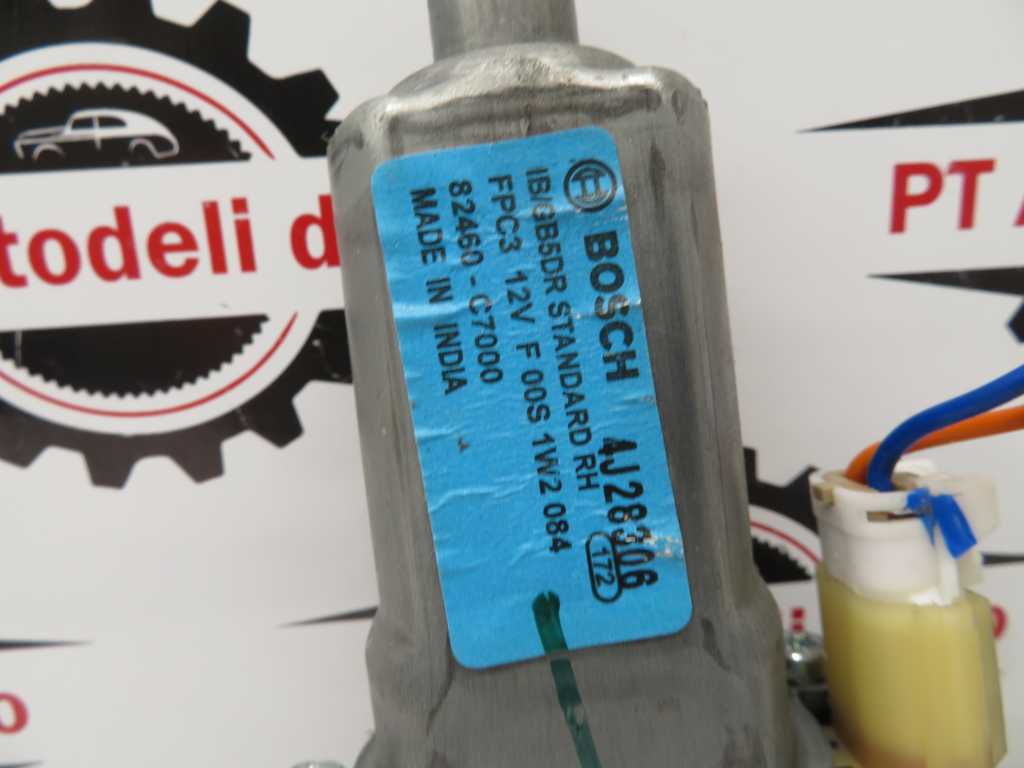 BOSCH 4J28306
IB/GB5DR STANDARD RH 172
FPC3 12V F 00S 1W2 084
82460-C7000
MADE IN INDIA
todeli d
PT A